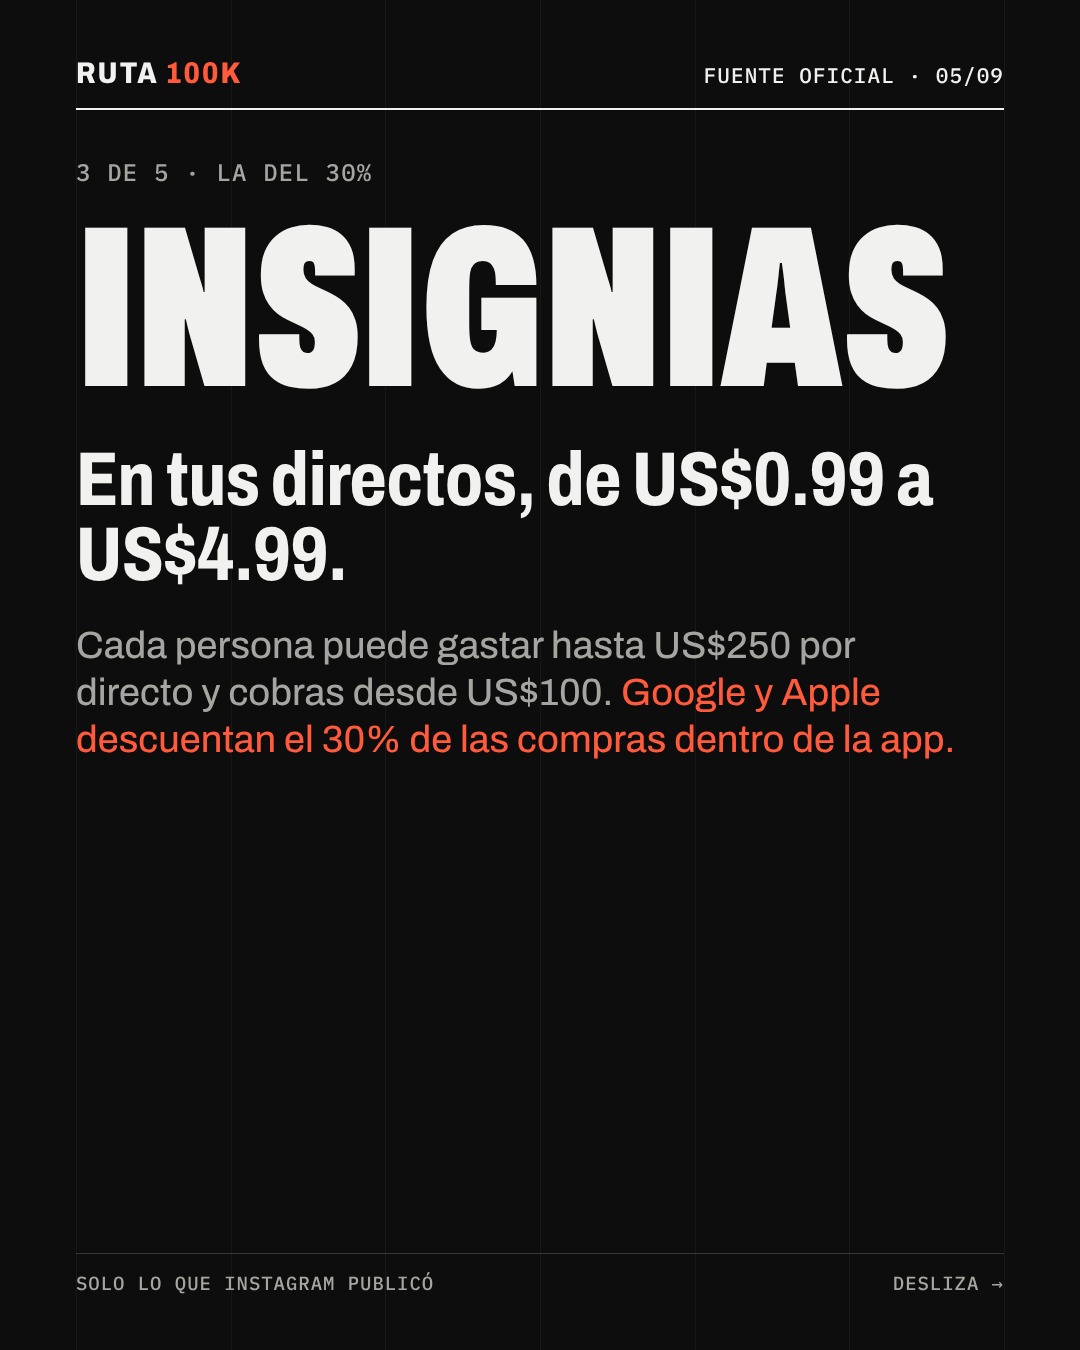 RUTA 100K
FUENTE OFICIAL · 05/09
3 DE 5 · LA DEL 30%
INSIGNIAS
En tus directos, de US$0.99 a
US$4.99.
Cada persona puede gastar hasta US$250 por
directo y cobras desde US$100. Google y Apple
descuentan el 30% de las compras dentro de la app.
SOLO LO QUE INSTAGRAM PUBLICÓ
DESLIZA →